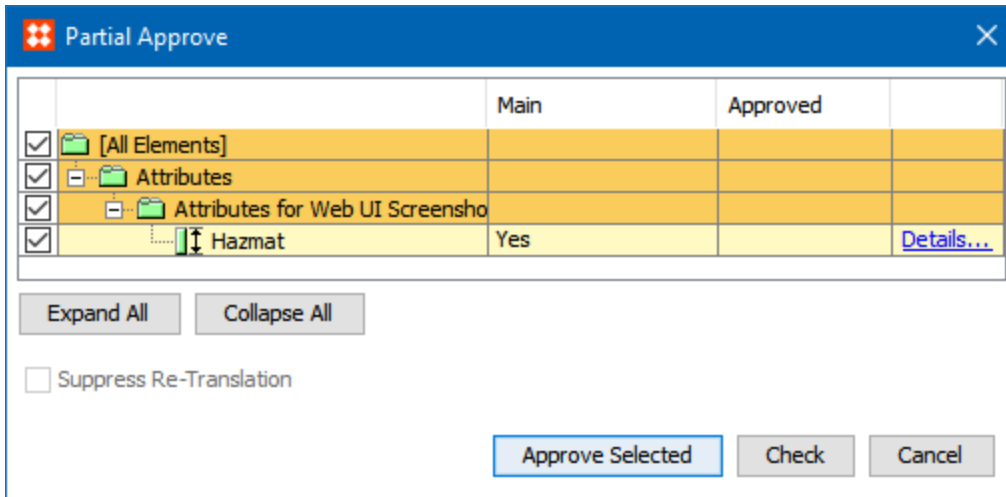 Partial Approve
Main Approved
[All Elements]
Attributes
Attributes for Web UI Screensho
Hazmat Yes Details...
Expand All Collapse All
Suppress Re-Translation
Approve Selected Check Cancel